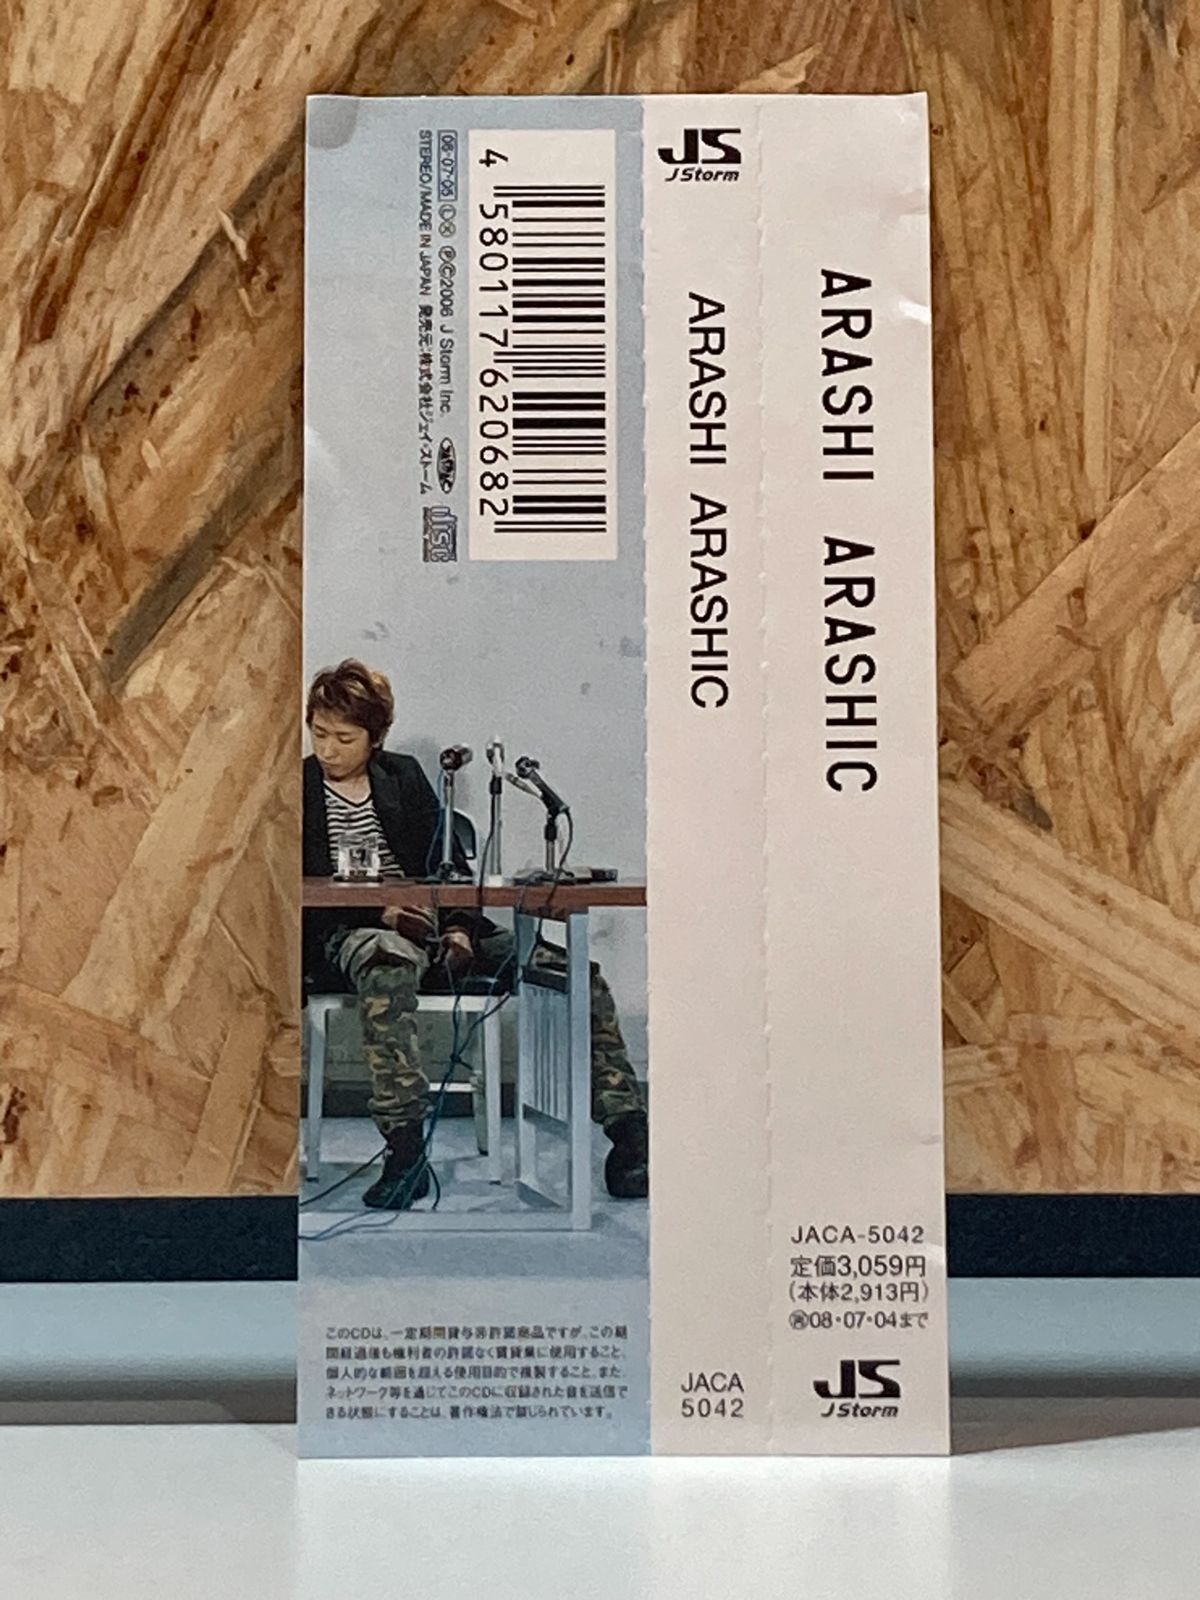 JS
J Storm
ARASHI ARASHIC
JACA-5042
定価3,059円
(本体2,913円)
再08・07・04まで
JS
J Storm
JS
J Storm
ARASHI ARASHIC
JACA
5042
4 580117 620682
06・07・05 ⓁⓍ ℗©2006 J Storm Inc.
STEREO/MADE IN JAPAN 発売元:株式会社ジェイ・ストーム
disc
このCDは、一定期間貸与非許諾商品ですが、この期
間経過後も権利者の許諾なく賃貸業に使用すること、
個人的な範囲を超える使用目的で複製すること、また、
ネットワーク等を通じてこのCDに収録された音を送信で
きる状態にすることは、著作権法で禁じられています。